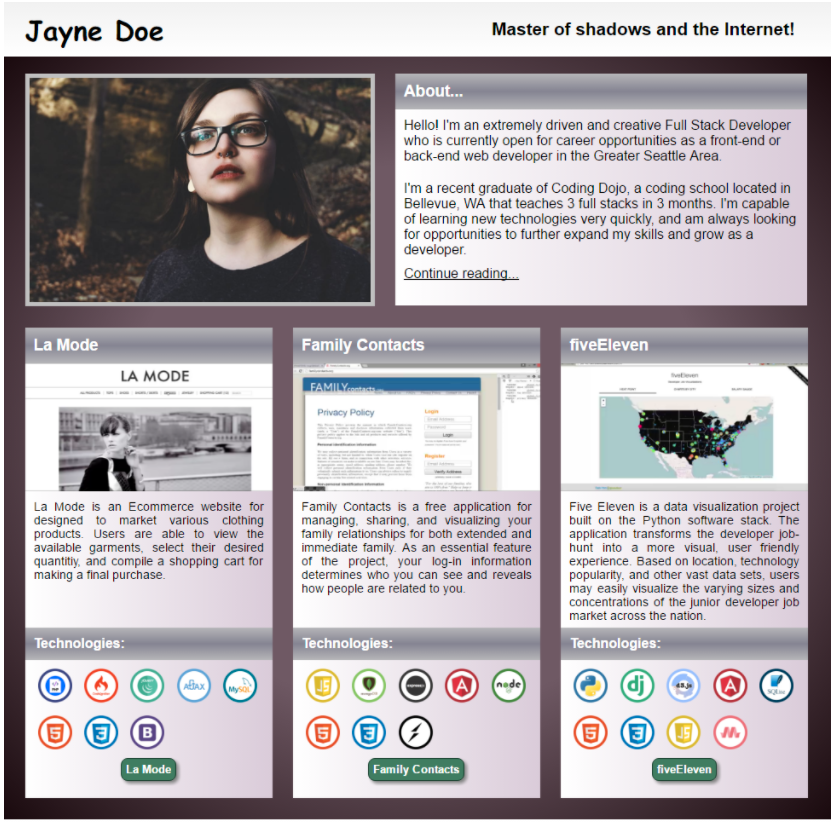 Jayne Doe
Master of shadows and the Internet!
About...
Hello! I'm an extremely driven and creative Full Stack Developer
who is currently open for career opportunities as a front-end or
back-end web developer in the Greater Seattle Area.
I'm a recent graduate of Coding Dojo, a coding school located in
Bellevue, WA that teaches 3 full stacks in 3 months. I'm capable
of learning new technologies very quickly, and am always looking
for opportunities to further expand my skills and grow as a
developer.
Continue reading...
La Mode
LA MODE
La Mode is an Ecommerce website for
designed to market various clothing
products. Users are able to view the
available garments, select their desired
quantitiy, and compile a shopping cart for
making a final purchase.
Technologies:
AJAX
MySQL
B
La Mode
Family Contacts
FAMILYcontacts
Privacy Policy
Login
Login
Register
Family Contacts is a free application for
managing, sharing, and visualizing your
family relationships for both extended and
immediate family. As an essential feature
of the project, your log-in information
determines who you can see and reveals
how people are related to you.
Technologies:
JS
A
node
5
3
Family Contacts
fiveEleven
fiveEleven
Five Eleven is a data visualization project
built on the Python software stack. The
application transforms the developer job-
hunt into a more visual, user friendly
experience. Based on location, technology
popularity, and other vast data sets, users
may easily visualize the varying sizes and
concentrations of the junior developer job
market across the nation.
Technologies:
dj
A
SQLite
5
3
JS
fiveEleven